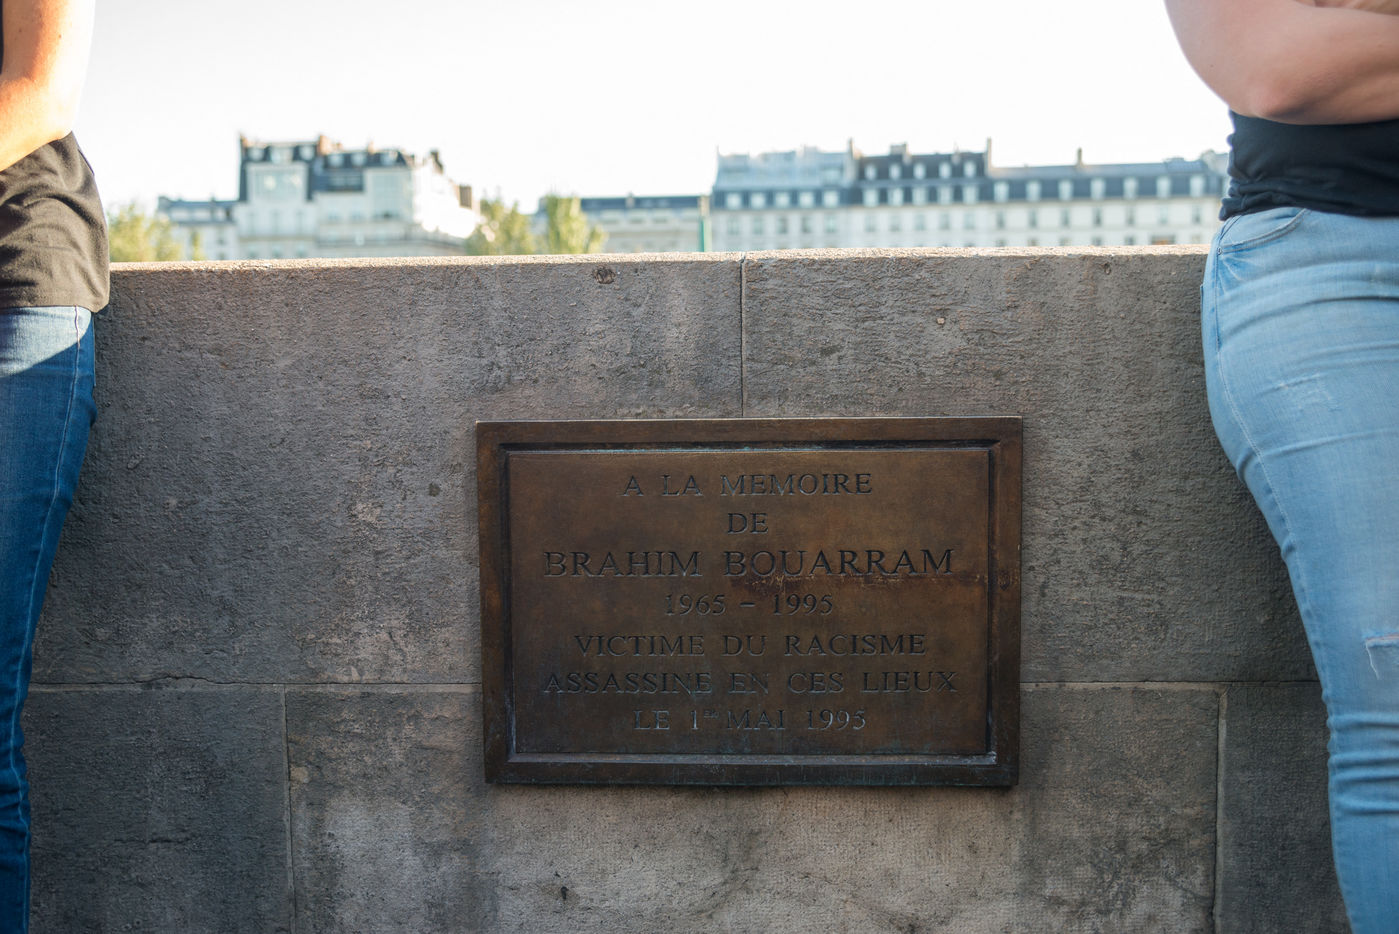 A LA MEMOIRE
DE
BRAHIM BOUARRAM
1965 – 1995
VICTIME DU RACISME
ASSASSINE EN CES LIEUX
LE 1er MAI 1995